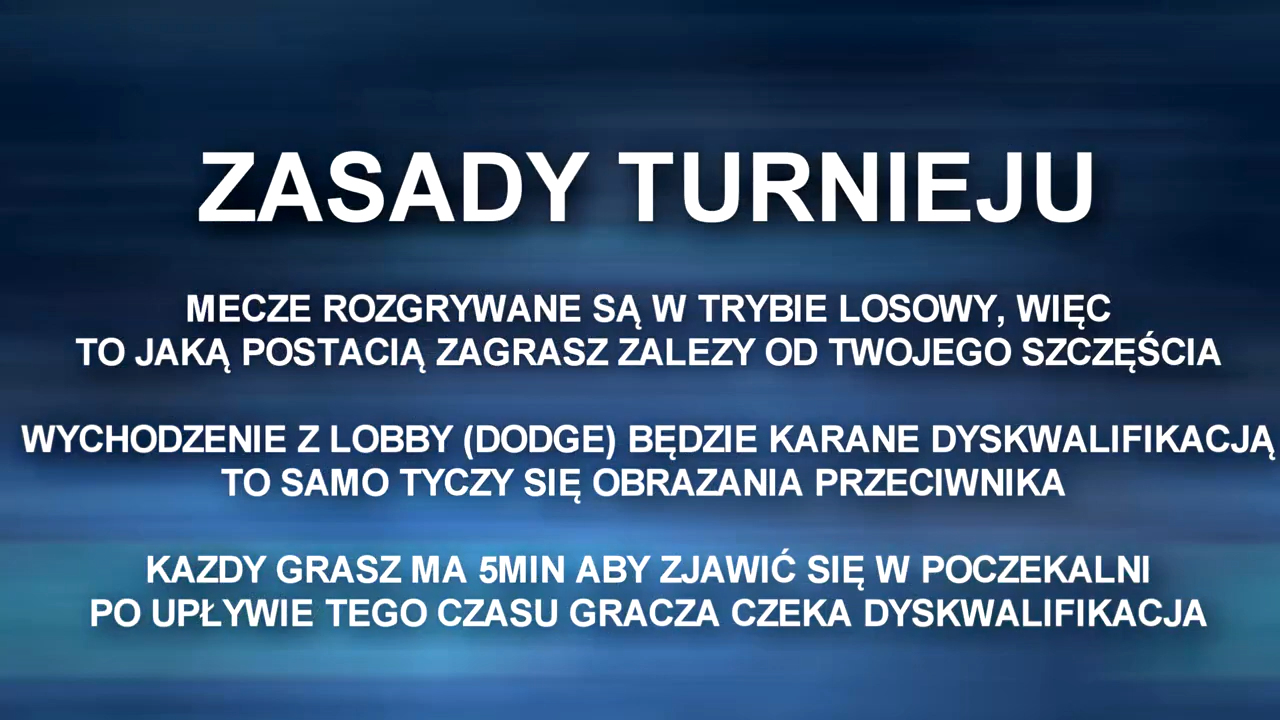 ZASADY TURNIEJU
MECZE ROZGRYWANE SĄ W TRYBIE LOSOWY, WIĘC
TO JAKĄ POSTACIĄ ZAGRASZ ZALEZY OD TWOJEGO SZCZĘŚCIA
WYCHODZENIE Z LOBBY (DODGE) BĘDZIE KARANE DYSKWALIFIKACJĄ
TO SAMO TYCZY SIĘ OBRAZANIA PRZECIWNIKA
KAZDY GRASZ MA 5MIN ABY ZJAWIĆ SIĘ W POCZEKALNI
PO UPŁYWIE TEGO CZASU GRACZA CZEKA DYSKWALIFIKACJA